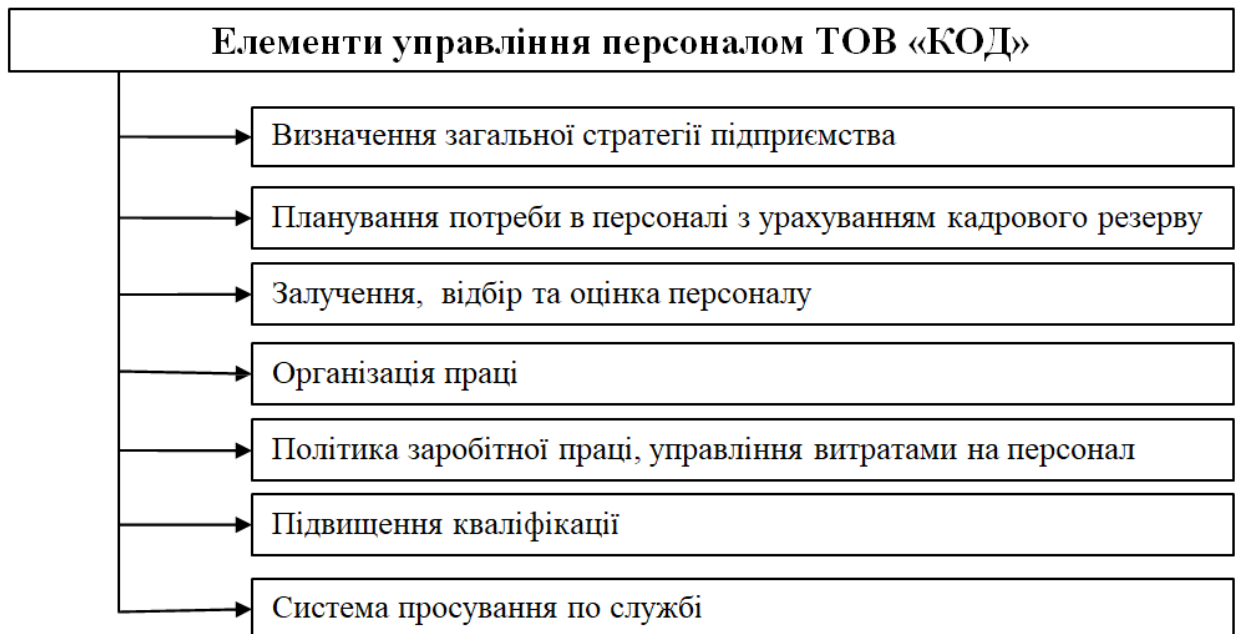 Елементи управління персоналом ТОВ «КОД»
Визначення загальної стратегії підприємства
Планування потреби в персоналі з урахуванням кадрового резерву
Залучення, відбір та оцінка персоналу
Організація праці
Політика заробітної праці, управління витратами на персонал
Підвищення кваліфікації
Система просування по службі